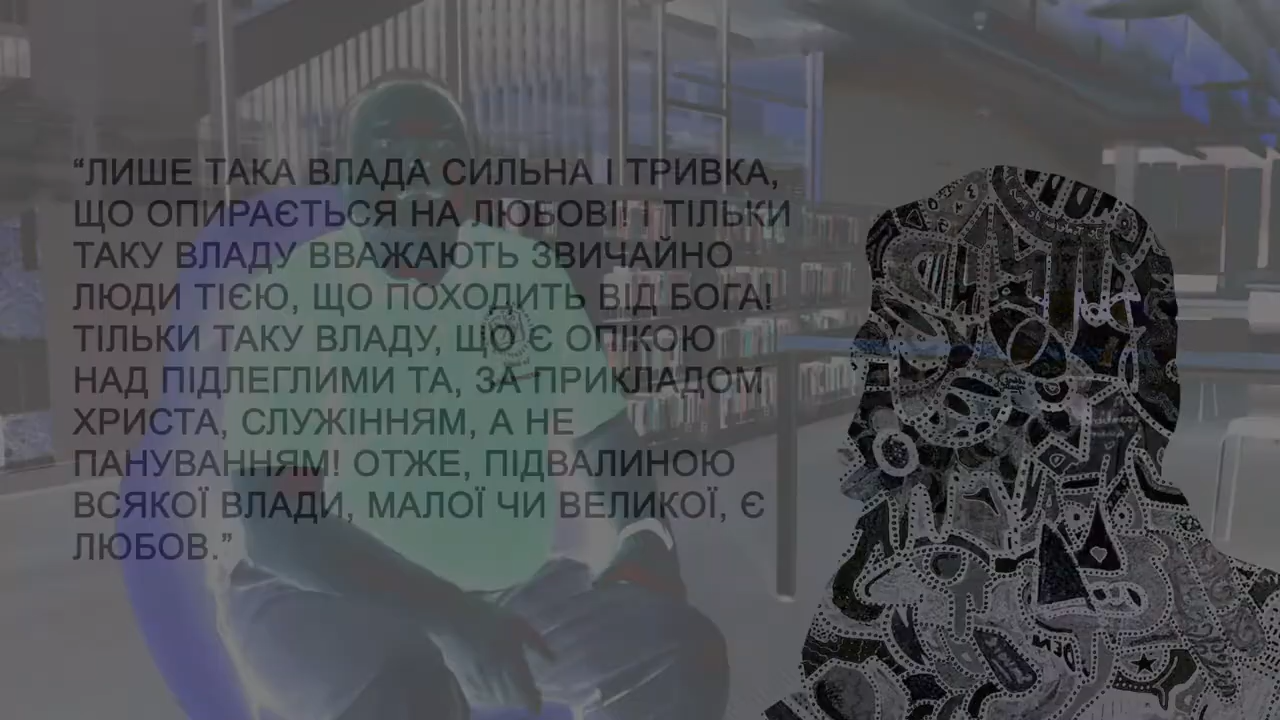 “ЛИШЕ ТАКА ВЛАДА СИЛЬНА І ТРИВКА,
ЩО ОПИРАЄТЬСЯ НА ЛЮБОВІ! І ТІЛЬКИ
ТАКУ ВЛАДУ ВВАЖАЮТЬ ЗВИЧАЙНО
ЛЮДИ ТІЄЮ, ЩО ПОХОДИТЬ ВІД БОГА!
ТІЛЬКИ ТАКУ ВЛАДУ, ЩО Є ОПІКОЮ
НАД ПІДЛЕГЛИМИ ТА, ЗА ПРИКЛАДОМ
ХРИСТА, СЛУЖІННЯМ, А НЕ
ПАНУВАННЯМ! ОТЖЕ, ПІДВАЛИНОЮ
ВСЯКОЇ ВЛАДИ, МАЛОЇ ЧИ ВЕЛИКОЇ, Є
ЛЮБОВ.”